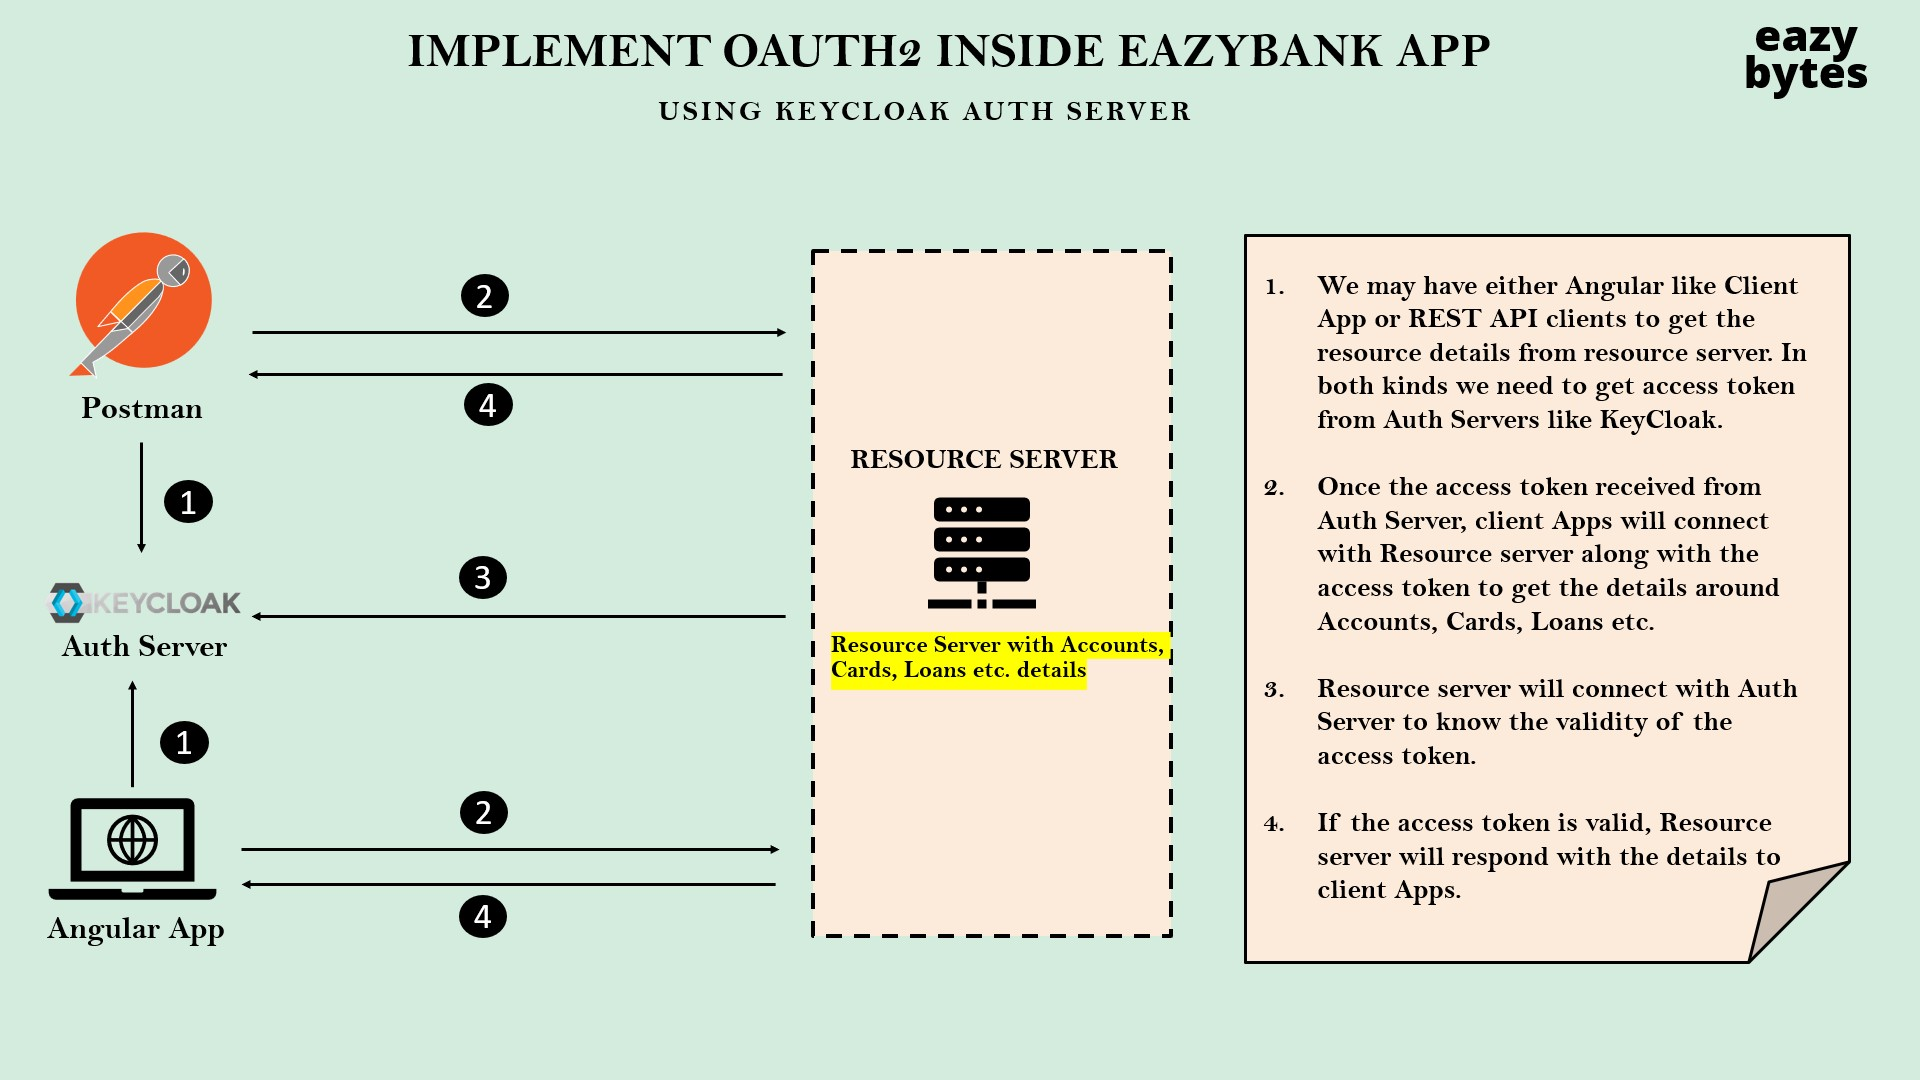 IMPLEMENT OAUTH2 INSIDE EAZYBANK APP
USING KEYCLOAK AUTH SERVER
eazy
bytes
2
4
Postman
1
3
KEYCLOAK
Auth Server
1
2
4
Angular App
RESOURCE SERVER
Resource Server with Accounts,
Cards, Loans etc. details
1. We may have either Angular like Client
App or REST API clients to get the
resource details from resource server. In
both kinds we need to get access token
from Auth Servers like KeyCloak.
2. Once the access token received from
Auth Server, client Apps will connect
with Resource server along with the
access token to get the details around
Accounts, Cards, Loans etc.
3. Resource server will connect with Auth
Server to know the validity of the
access token.
4. If the access token is valid, Resource
server will respond with the details to
client Apps.